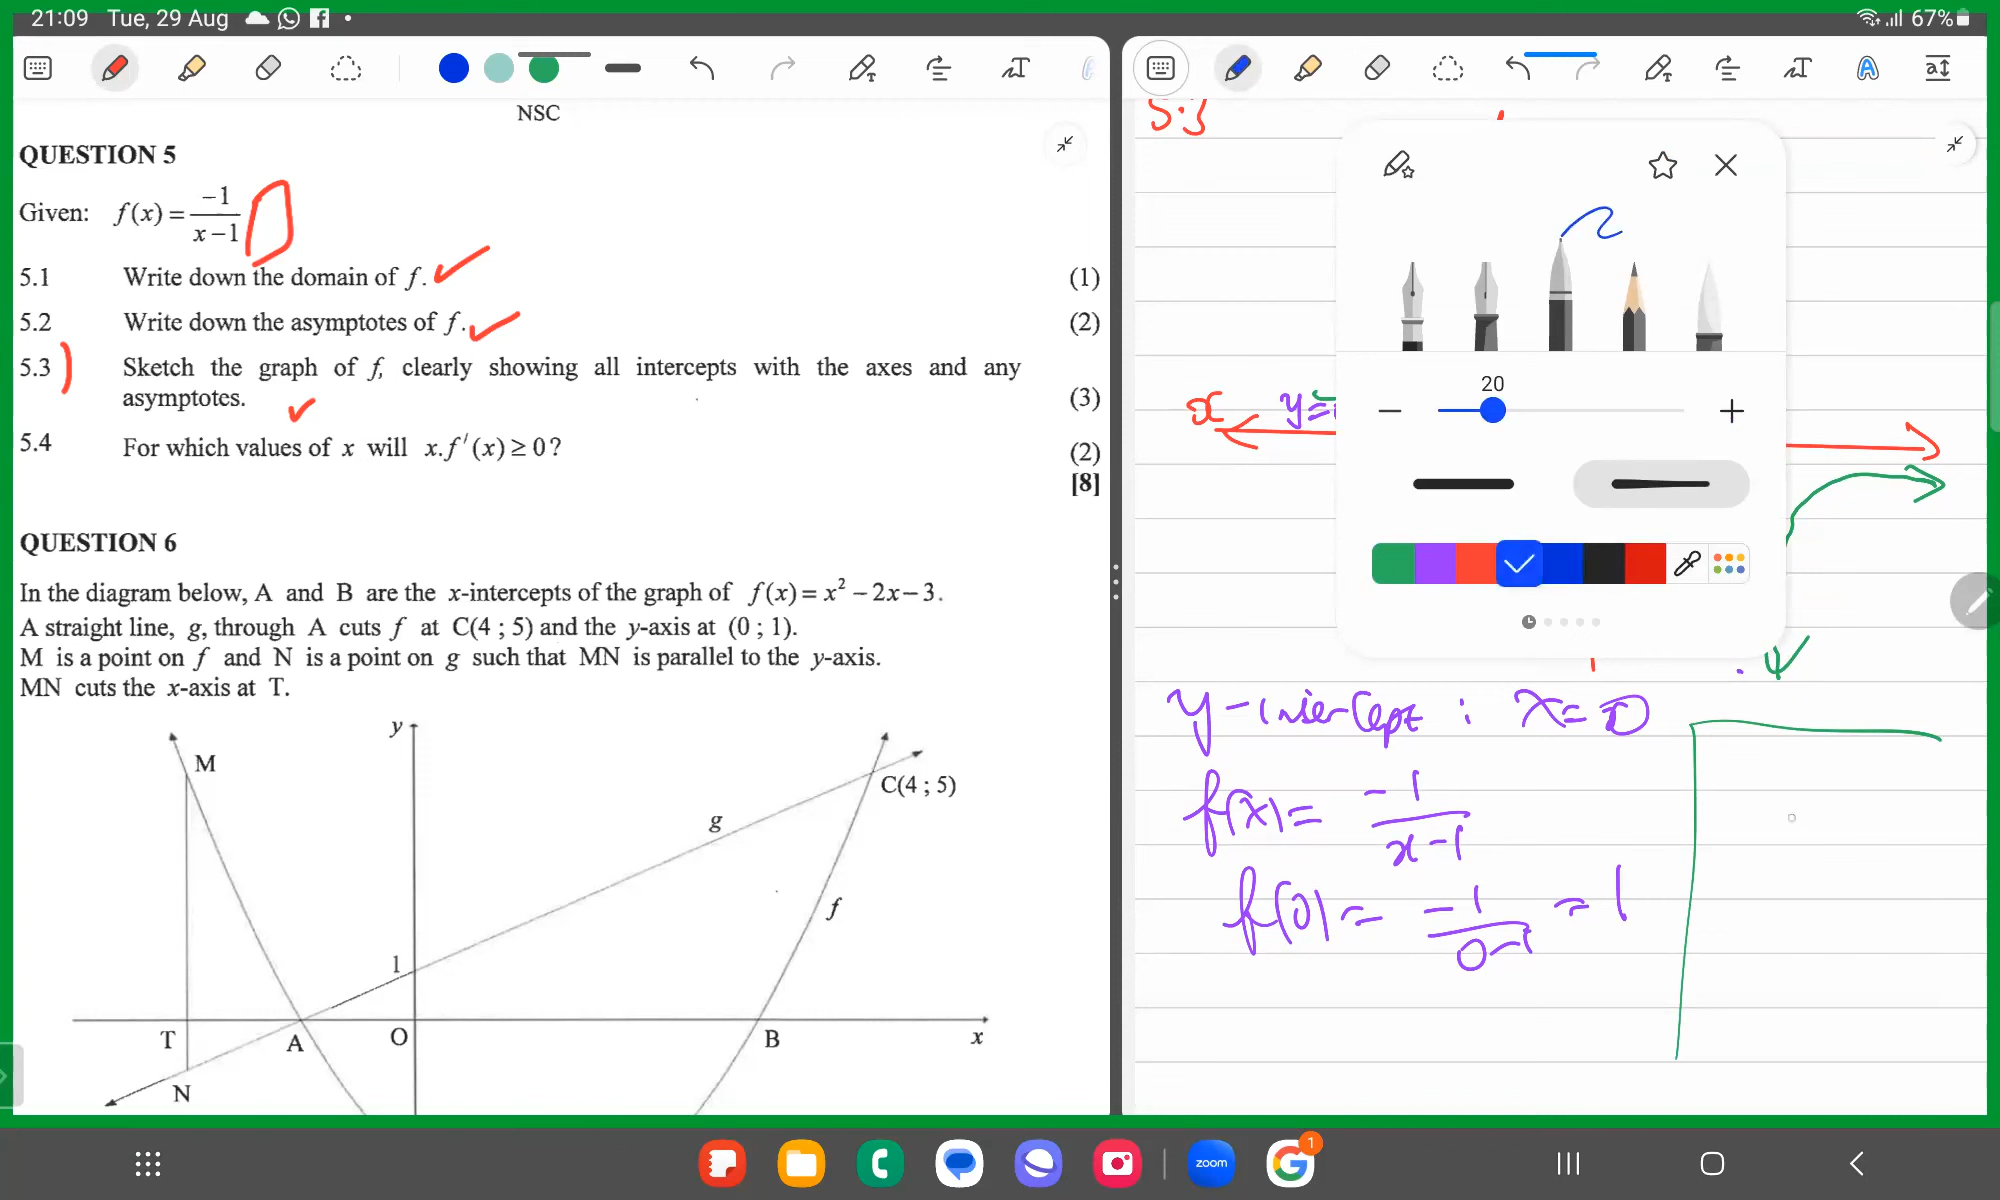 21:09 Tue, 29 Aug
67%
NSC
QUESTION 5
Given: f(x) = -1/(x-1)
5.1 Write down the domain of f. (1)
5.2 Write down the asymptotes of f. (2)
5.3 Sketch the graph of f, clearly showing all intercepts with the axes and any
asymptotes. (3)
5.4 For which values of x will x.f'(x) ≥ 0? (2)
[8]
QUESTION 6
In the diagram below, A and B are the x-intercepts of the graph of f(x) = x² − 2x − 3.
A straight line, g, through A cuts f at C(4 ; 5) and the y-axis at (0 ; 1).
M is a point on f and N is a point on g such that MN is parallel to the y-axis.
MN cuts the x-axis at T.
y
M
C(4 ; 5)
g
f
1
T A O B x
N
5.3
20
x y=
y-intercept : x=0
f(x)= -1/(x-1)
f(0)= -1/(0-1) = 1
zoom
1